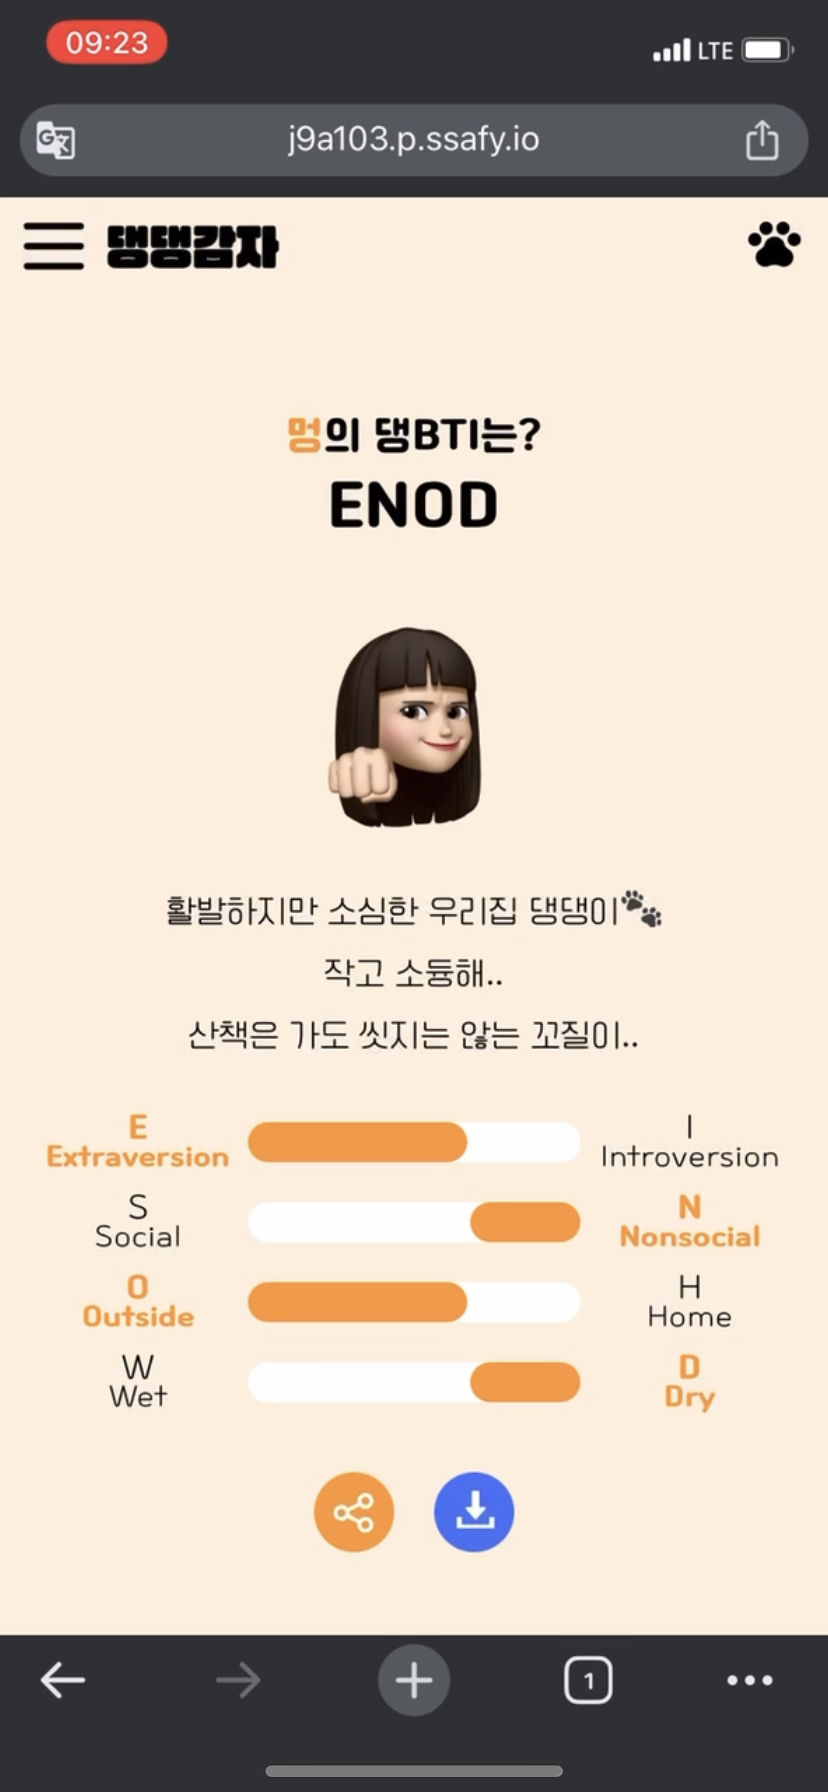 09:23
LTE
j9a103.p.ssafy.io
댕댕감자
멍의 댕BTI는?
ENOD
활발하지만 소심한 우리집 댕댕이🐾
작고 소듕해..
산책은 가도 씻지는 않는 꼬질이..
E
I
Extraversion
Introversion
S
N
Social
Nonsocial
O
H
Outside
Home
W
D
Wet
Dry
1